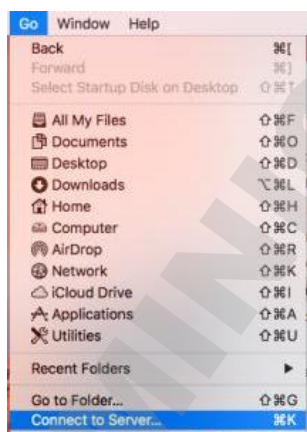 Go Window Help
Back ⌘[
Forward ⌘]
Select Startup Disk on Desktop ⇧⌘↑
All My Files ⇧⌘F
Documents ⇧⌘O
Desktop ⇧⌘D
Downloads ⌥⌘L
Home ⇧⌘H
Computer ⇧⌘C
AirDrop ⇧⌘R
Network ⇧⌘K
iCloud Drive ⇧⌘I
Applications ⇧⌘A
Utilities ⇧⌘U
Recent Folders ▶
Go to Folder... ⇧⌘G
Connect to Server... ⌘K